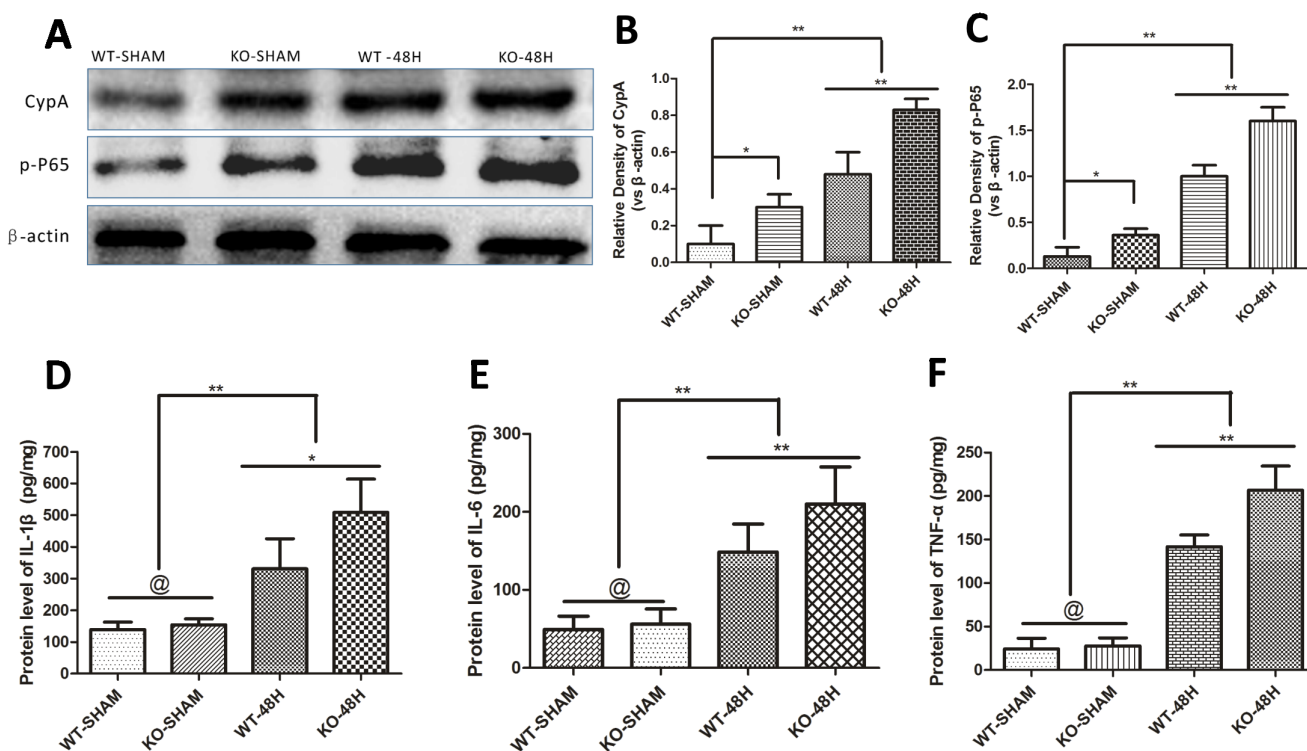 A
WT-SHAM KO-SHAM WT -48H KO-48H
CypA
p-P65
β-actin
B
**
**
*
Relative Density of CypA
(vs β -actin)
1.0
0.8
0.6
0.4
0.2
0.0
WT-SHAM KO-SHAM WT-48H KO-48H
C
**
**
*
Relative Density of p-P65
(vs β -actin)
2.0
1.5
1.0
0.5
0.0
WT-SHAM KO-SHAM WT-48H KO-48H
D
**
*
@
Protein level of IL-1β (pg/mg)
700
600
500
400
300
200
100
0
WT-SHAM KO-SHAM WT-48H KO-48H
E
**
**
@
Protein level of IL-6 (pg/mg)
300
200
100
0
WT-SHAM KO-SHAM WT-48H KO-48H
F
**
**
@
Protein level of TNF-α (pg/mg)
250
200
150
100
50
0
WT-SHAM KO-SHAM WT-48H KO-48H